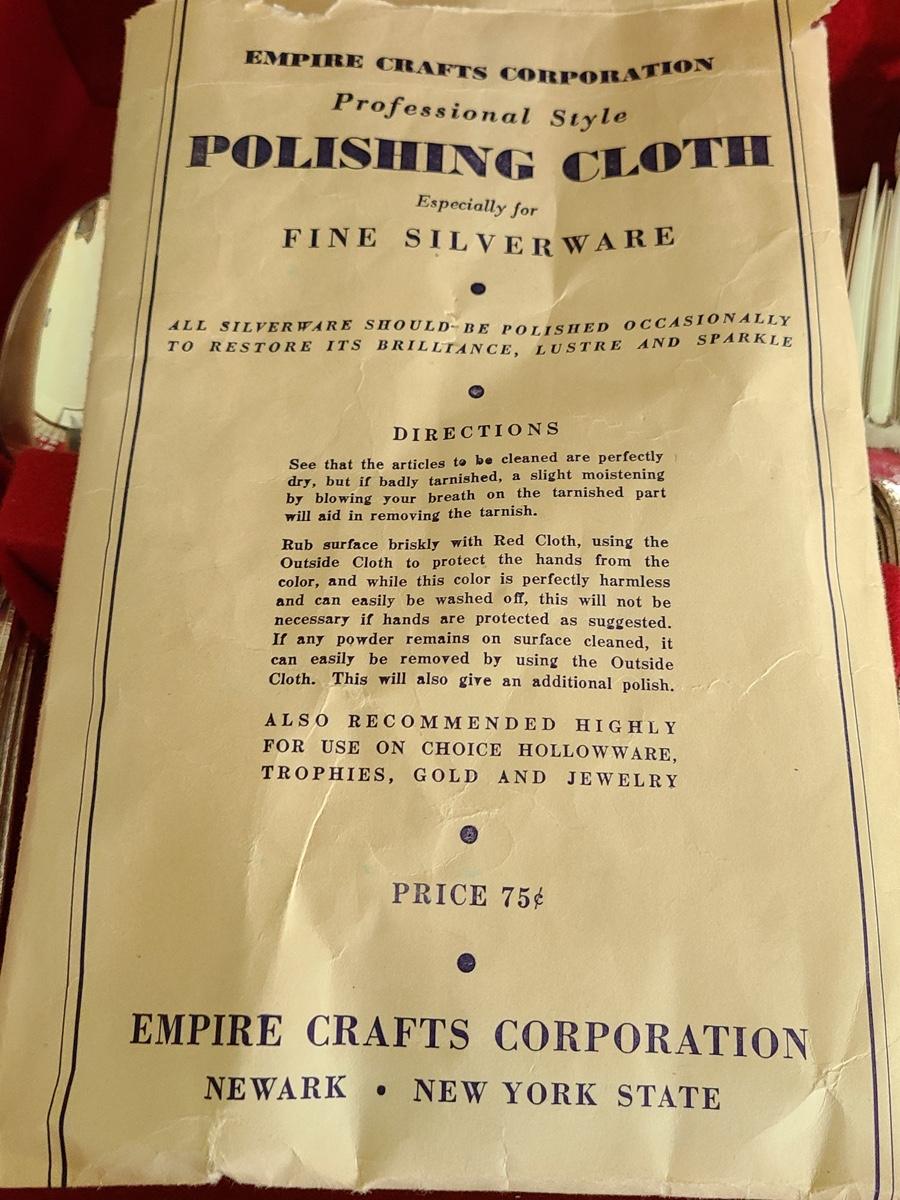 EMPIRE CRAFTS CORPORATION
Professional Style
POLISHING CLOTH
Especially for
FINE SILVERWARE
ALL SILVERWARE SHOULD BE POLISHED OCCASIONALLY
TO RESTORE ITS BRILLIANCE, LUSTRE AND SPARKLE
DIRECTIONS
See that the articles to be cleaned are perfectly
dry, but if badly tarnished, a slight moistening
by blowing your breath on the tarnished part
will aid in removing the tarnish.
Rub surface briskly with Red Cloth, using the
Outside Cloth to protect the hands from the
color, and while this color is perfectly harmless
and can easily be washed off, this will not be
necessary if hands are protected as suggested.
If any powder remains on surface cleaned, it
can easily be removed by using the Outside
Cloth. This will also give an additional polish.
ALSO RECOMMENDED HIGHLY
FOR USE ON CHOICE HOLLOWWARE,
TROPHIES, GOLD AND JEWELRY
PRICE 75¢
EMPIRE CRAFTS CORPORATION
NEWARK • NEW YORK STATE